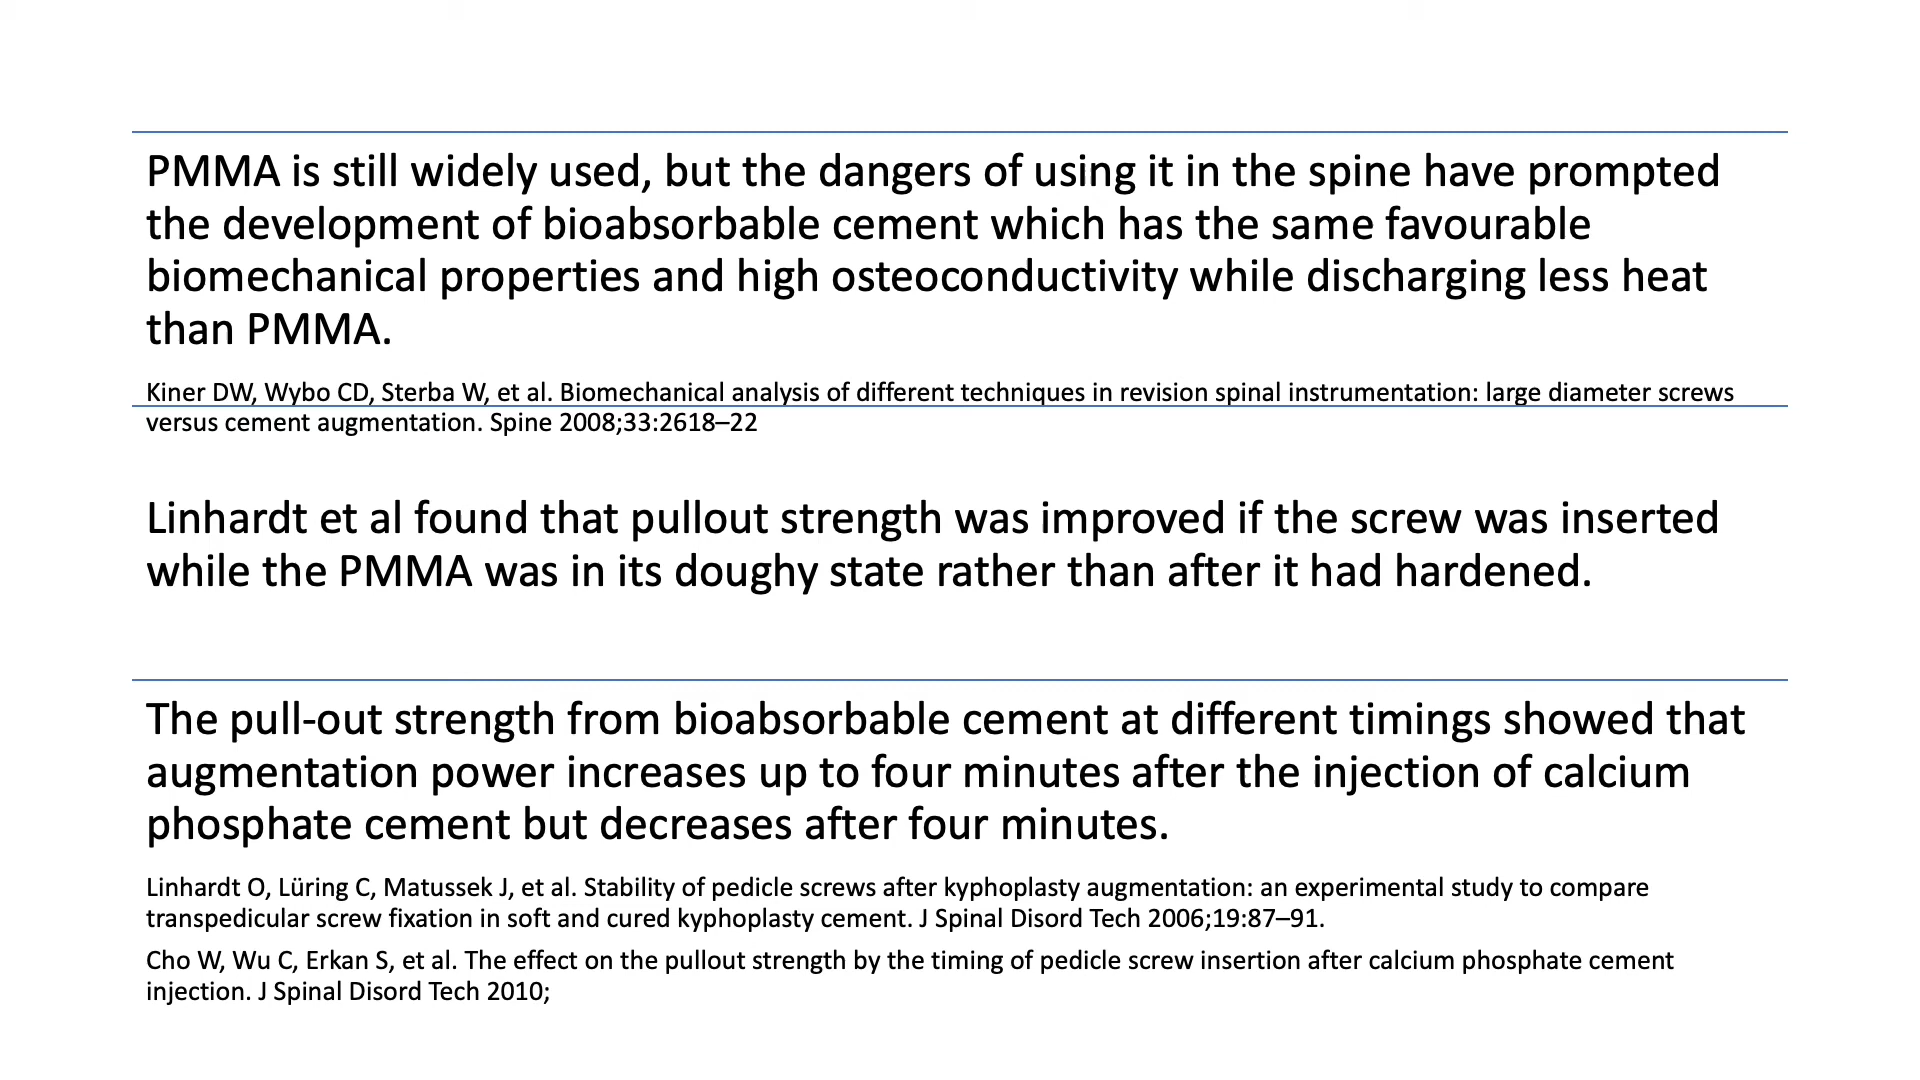 PMMA is still widely used, but the dangers of using it in the spine have prompted
the development of bioabsorbable cement which has the same favourable
biomechanical properties and high osteoconductivity while discharging less heat
than PMMA.
Kiner DW, Wybo CD, Sterba W, et al. Biomechanical analysis of different techniques in revision spinal instrumentation: large diameter screws
versus cement augmentation. Spine 2008;33:2618–22
Linhardt et al found that pullout strength was improved if the screw was inserted
while the PMMA was in its doughy state rather than after it had hardened.
The pull-out strength from bioabsorbable cement at different timings showed that
augmentation power increases up to four minutes after the injection of calcium
phosphate cement but decreases after four minutes.
Linhardt O, Lüring C, Matussek J, et al. Stability of pedicle screws after kyphoplasty augmentation: an experimental study to compare
transpedicular screw fixation in soft and cured kyphoplasty cement. J Spinal Disord Tech 2006;19:87–91.
Cho W, Wu C, Erkan S, et al. The effect on the pullout strength by the timing of pedicle screw insertion after calcium phosphate cement
injection. J Spinal Disord Tech 2010;